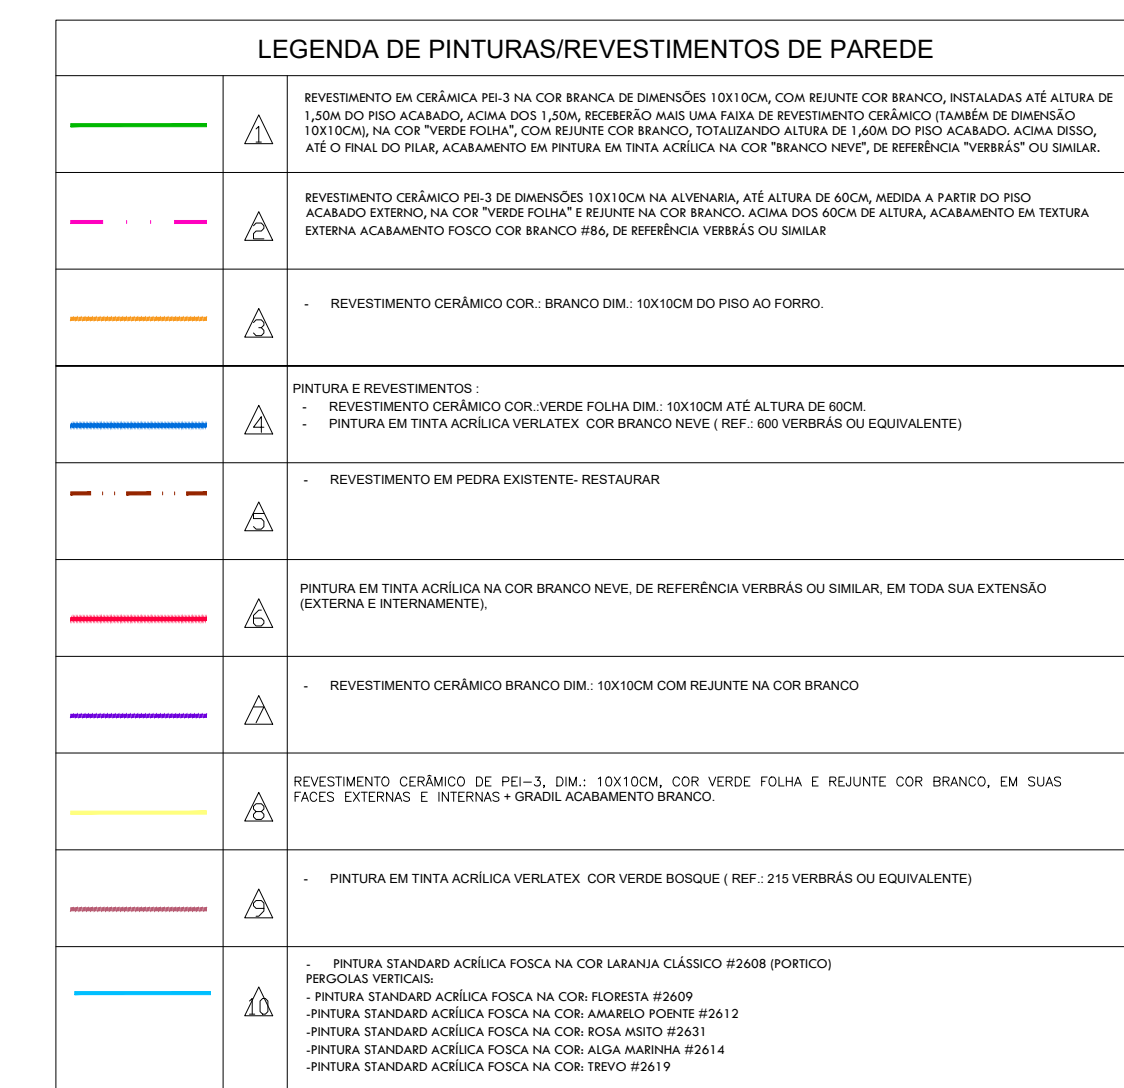 LEGENDA DE PINTURAS/REVESTIMENTOS DE PAREDE
1
REVESTIMENTO EM CERÂMICA PEI-3 NA COR BRANCA DE DIMENSÕES 10X10CM, COM REJUNTE COR BRANCO, INSTALADAS ATÉ ALTURA DE
1,50M DO PISO ACABADO, ACIMA DOS 1,50M, RECEBERÃO MAIS UMA FAIXA DE REVESTIMENTO CERÂMICO (TAMBÉM DE DIMENSÃO
10X10CM), NA COR "VERDE FOLHA", COM REJUNTE COR BRANCO, TOTALIZANDO ALTURA DE 1,60M DO PISO ACABADO. ACIMA DISSO,
ATÉ O FINAL DO PILAR, ACABAMENTO EM PINTURA EM TINTA ACRÍLICA NA COR "BRANCO NEVE", DE REFERÊNCIA "VERBRÁS" OU SIMILAR.
2
REVESTIMENTO CERÂMICO PEI-3 DE DIMENSÕES 10X10CM NA ALVENARIA, ATÉ ALTURA DE 60CM, MEDIDA A PARTIR DO PISO
ACABADO EXTERNO, NA COR "VERDE FOLHA" E REJUNTE NA COR BRANCO. ACIMA DOS 60CM DE ALTURA, ACABAMENTO EM TEXTURA
EXTERNA ACABAMENTO FOSCO COR BRANCO #86, DE REFERÊNCIA VERBRÁS OU SIMILAR
3
- REVESTIMENTO CERÂMICO COR.: BRANCO DIM.: 10X10CM DO PISO AO FORRO.
4
PINTURA E REVESTIMENTOS :
- REVESTIMENTO CERÂMICO COR.:VERDE FOLHA DIM.: 10X10CM ATÉ ALTURA DE 60CM.
- PINTURA EM TINTA ACRÍLICA VERLATEX COR BRANCO NEVE ( REF.: 600 VERBRÁS OU EQUIVALENTE)
5
- REVESTIMENTO EM PEDRA EXISTENTE- RESTAURAR
6
PINTURA EM TINTA ACRÍLICA NA COR BRANCO NEVE, DE REFERÊNCIA VERBRÁS OU SIMILAR, EM TODA SUA EXTENSÃO
(EXTERNA E INTERNAMENTE),
7
- REVESTIMENTO CERÂMICO BRANCO DIM.: 10X10CM COM REJUNTE NA COR BRANCO
8
REVESTIMENTO CERÂMICO DE PEI-3, DIM.: 10X10CM, COR VERDE FOLHA E REJUNTE COR BRANCO, EM SUAS
FACES EXTERNAS E INTERNAS + GRADIL ACABAMENTO BRANCO.
9
- PINTURA EM TINTA ACRÍLICA VERLATEX COR VERDE BOSQUE ( REF.: 215 VERBRÁS OU EQUIVALENTE)
10
- PINTURA STANDARD ACRÍLICA FOSCA NA COR LARANJA CLÁSSICO #2608 (PORTICO)
PERGOLAS VERTICAIS:
- PINTURA STANDARD ACRÍLICA FOSCA NA COR: FLORESTA #2609
-PINTURA STANDARD ACRÍLICA FOSCA NA COR: AMARELO POENTE #2612
-PINTURA STANDARD ACRÍLICA FOSCA NA COR: ROSA MSITO #2631
-PINTURA STANDARD ACRÍLICA FOSCA NA COR: ALGA MARINHA #2614
-PINTURA STANDARD ACRÍLICA FOSCA NA COR: TREVO #2619